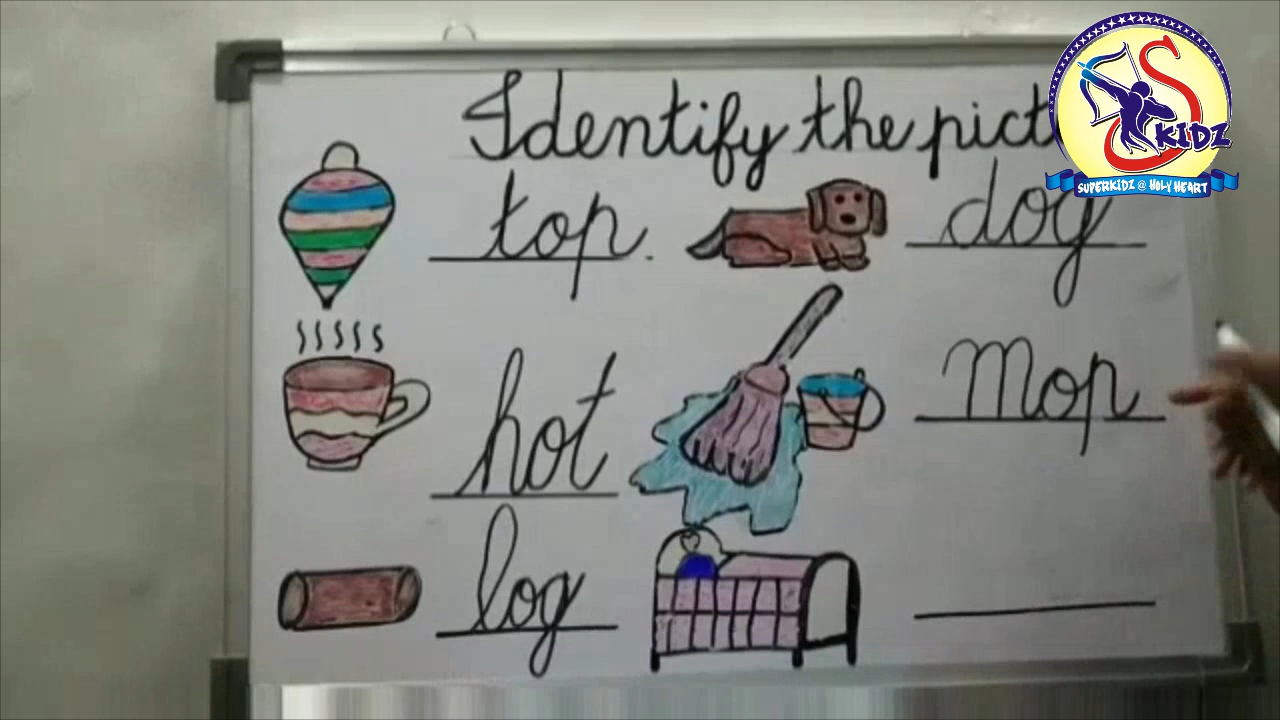 Identify the pict
top. dog
hot Mop
log
S KIDZ
SUPERKIDZ @ HOLY HEART